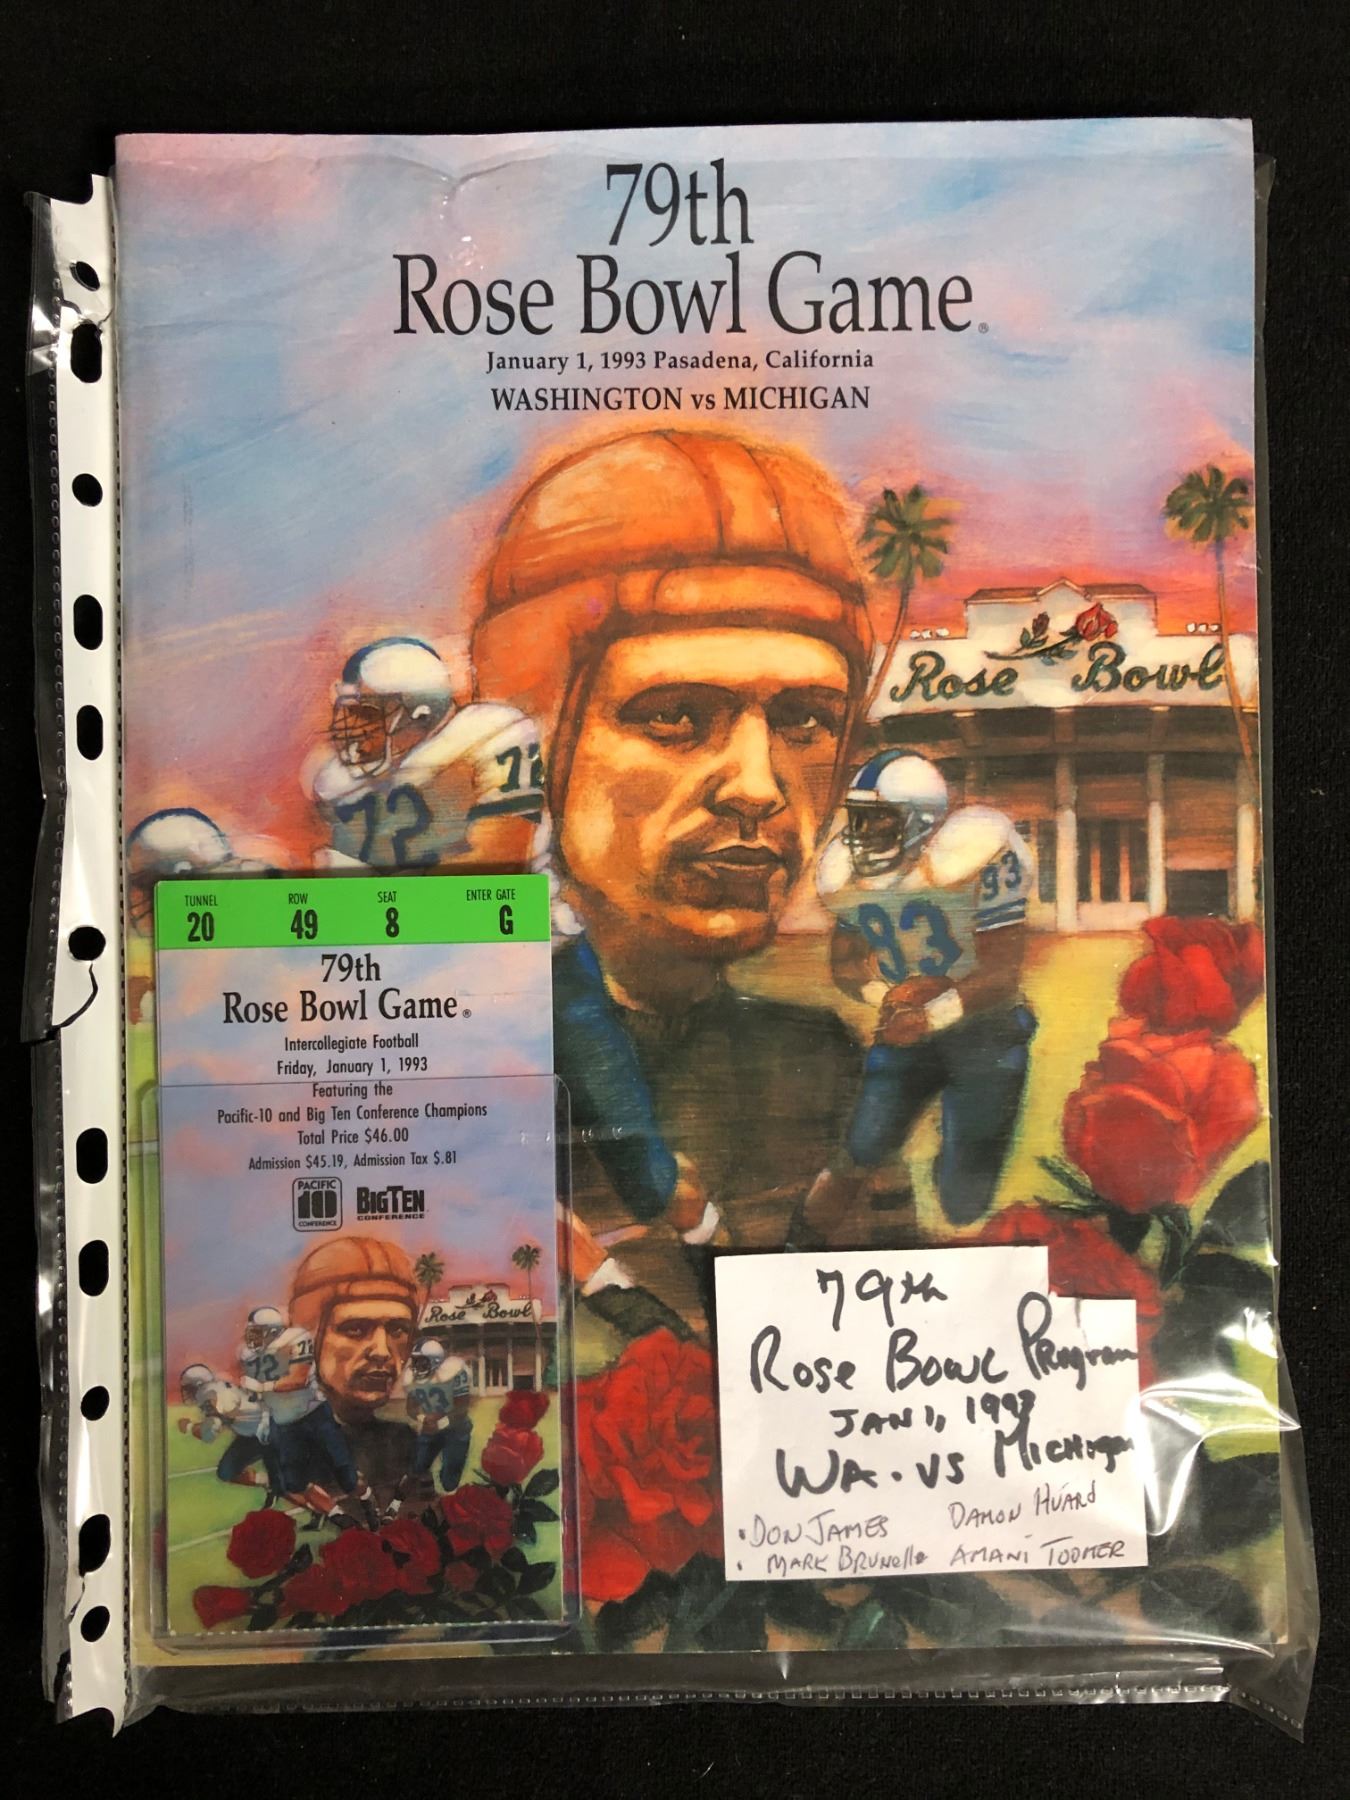 79th
Rose Bowl Game®
January 1, 1993 Pasadena, California
WASHINGTON vs MICHIGAN
Rose Bowl
72
72
93
93
TUNNEL 20 ROW 49 SEAT 8 ENTER GATE G
79th
Rose Bowl Game®
Intercollegiate Football
Friday, January 1, 1993
Featuring the
Pacific-10 and Big Ten Conference Champions
Total Price $46.00
Admission $45.19, Admission Tax $.81
PACIFIC
10
CONFERENCE
BIG TEN
CONFERENCE
Rose Bowl
72
72
93
93
79th
Rose Bowl Program
JAN 1, 1993
WA. vs Michigan
• DON JAMES DAMON HUARD
• MARK BRUNelle AMANI TOOMER